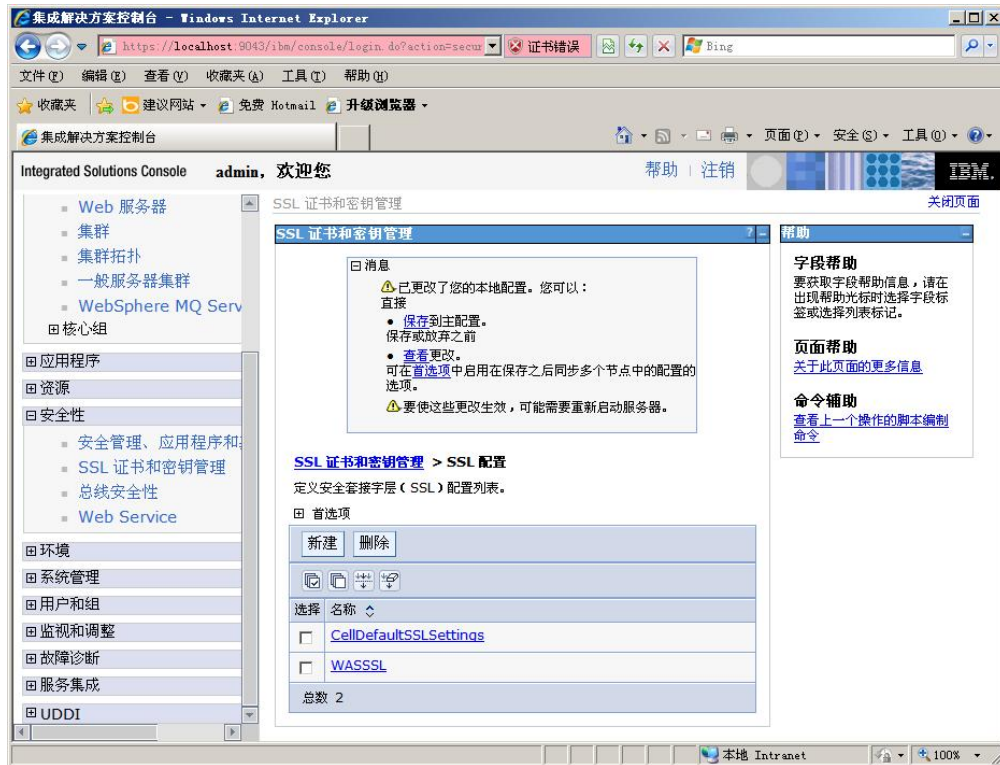 集成解决方案控制台 - Windows Internet Explorer
https://localhost:9043/ibm/console/login.do?action=secur
证书错误
Bing
文件(F) 编辑(E) 查看(V) 收藏夹(A) 工具(T) 帮助(H)
收藏夹 建议网站 免费 Hotmail 升级浏览器
集成解决方案控制台
页面(P) 安全(S) 工具(O)
Integrated Solutions Console admin, 欢迎您
帮助 | 注销
IBM.
Web 服务器
集群
集群拓扑
一般服务器集群
WebSphere MQ Serv
核心组
应用程序
资源
安全性
安全管理、应用程序和
SSL 证书和密钥管理
总线安全性
Web Service
环境
系统管理
用户和组
监视和调整
故障诊断
服务集成
UDDI
SSL 证书和密钥管理
关闭页面
SSL 证书和密钥管理
? -
消息
已更改了您的本地配置。您可以：
直接
• 保存到主配置。
保存或放弃之前
• 查看更改。
可在首选项中启用在保存之后同步多个节点中的配置的
选项。
要使这些更改生效，可能需要重新启动服务器。
SSL 证书和密钥管理 > SSL 配置
定义安全套接字层（SSL）配置列表。
首选项
新建 删除
选择 名称
CellDefaultSSLSettings
WASSSL
总数 2
帮助
-
字段帮助
要获取字段帮助信息，请在
出现帮助光标时选择字段标
签或选择列表标记。
页面帮助
关于此页面的更多信息
命令辅助
查看上一个操作的脚本编制
命令
本地 Intranet
100%